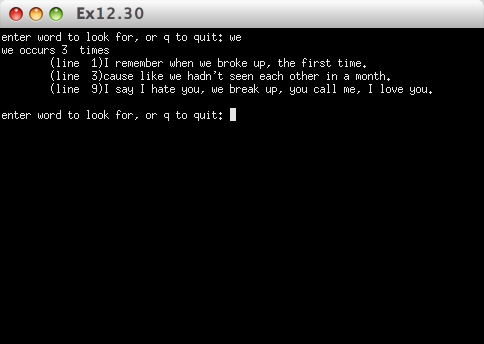 Ex12.30
enter word to look for, or q to quit: we
we occurs 3  times
        (line  1)I remember when we broke up, the first time.
        (line  3)cause like we hadn't seen each other in a month.
        (line  9)I say I hate you, we break up, you call me, I love you.
enter word to look for, or q to quit: